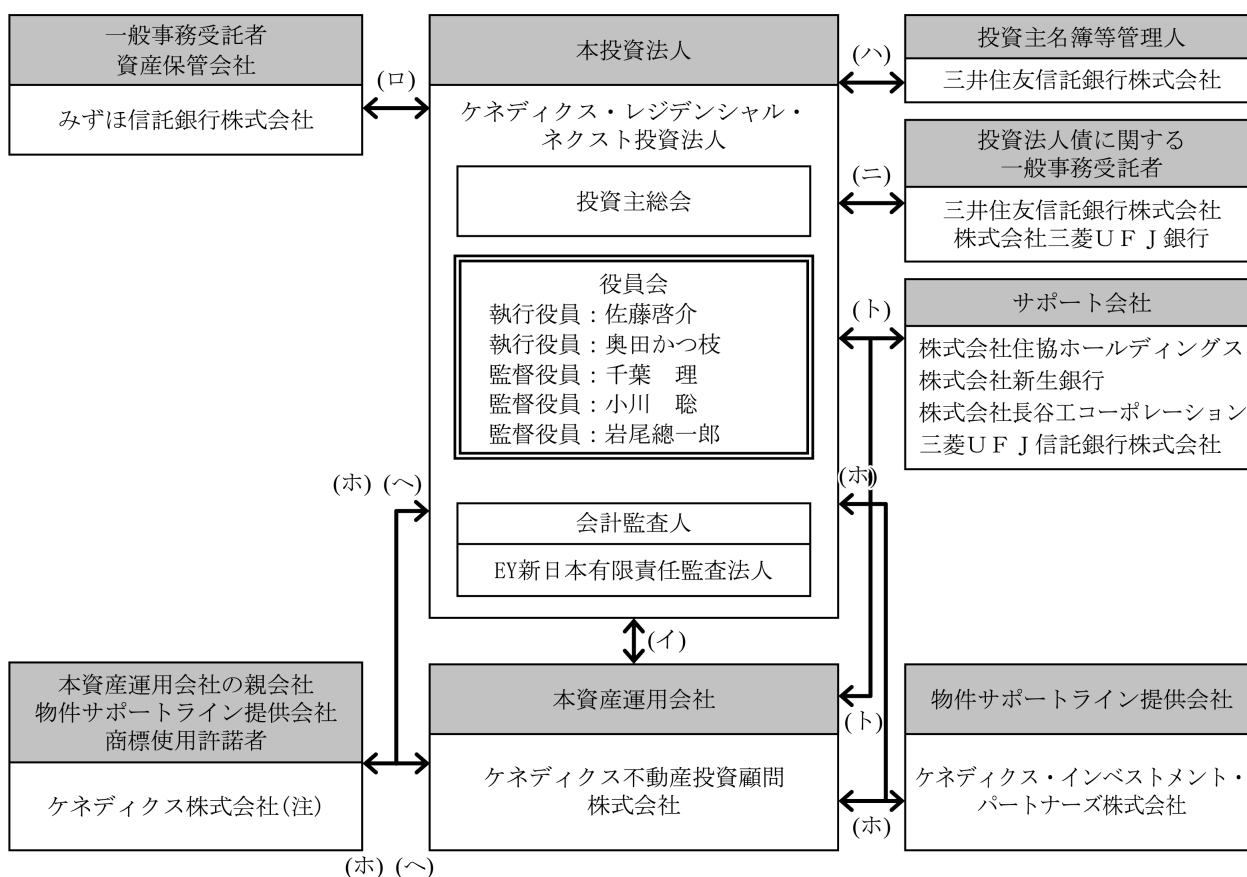 一般事務受託者
資産保管会社
みずほ信託銀行株式会社
(ロ)
本投資法人
ケネディクス・レジデンシャル・
ネクスト投資法人
投資主総会
役員会
執行役員：佐藤啓介
執行役員：奥田かつ枝
監督役員：千葉　理
監督役員：小川　聡
監督役員：岩尾總一郎
会計監査人
EY新日本有限責任監査法人
(ハ)
投資主名簿等管理人
三井住友信託銀行株式会社
(ニ)
投資法人債に関する
一般事務受託者
三井住友信託銀行株式会社
株式会社三菱ＵＦＪ銀行
(ト)
サポート会社
株式会社住協ホールディングス
株式会社新生銀行
株式会社長谷工コーポレーション
三菱ＵＦＪ信託銀行株式会社
(ホ) (ヘ)
(ホ)
(イ)
本資産運用会社の親会社
物件サポートライン提供会社
商標使用許諾者
ケネディクス株式会社(注)
(ホ) (ヘ)
本資産運用会社
ケネディクス不動産投資顧問
株式会社
(ト)
(ホ)
物件サポートライン提供会社
ケネディクス・インベストメント・
パートナーズ株式会社